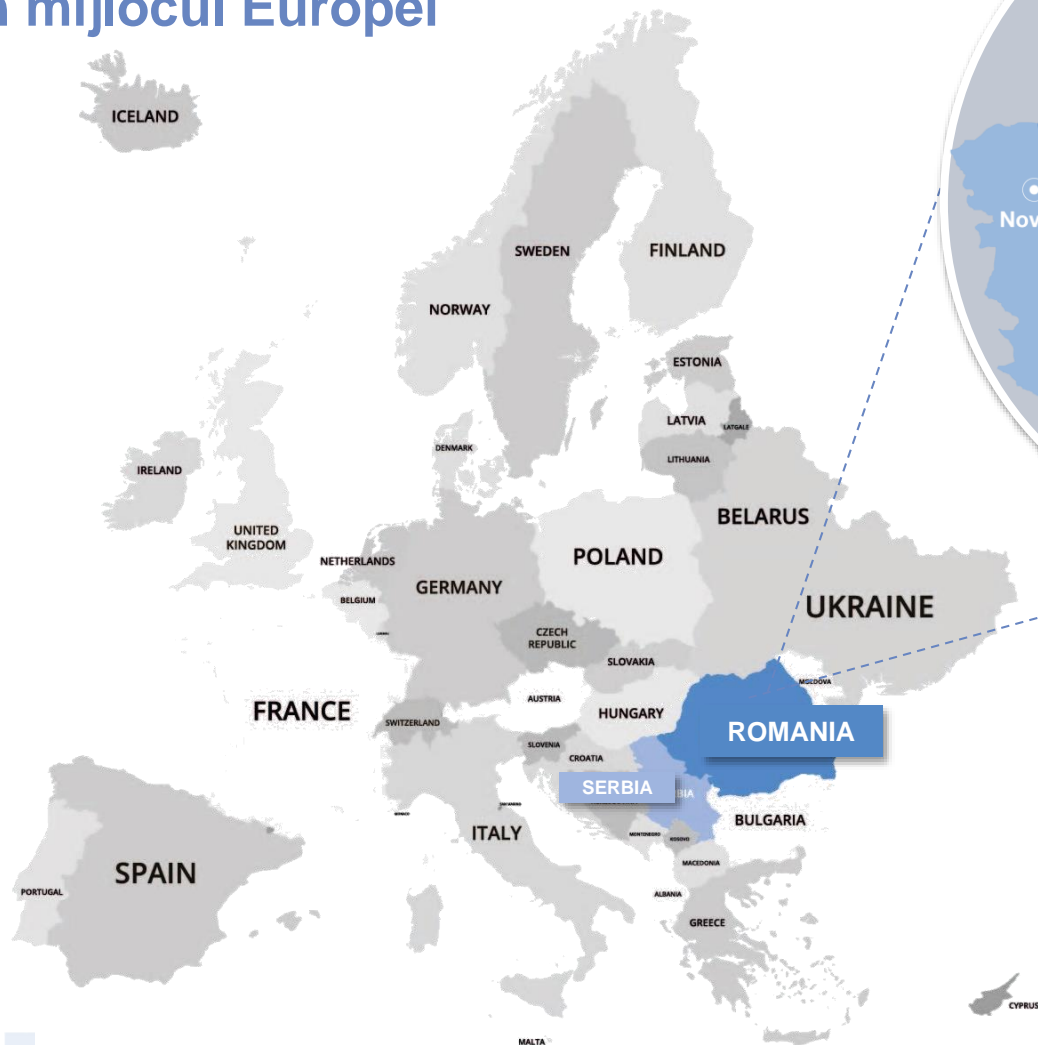 mijlocul Europei
ICELAND
Nov
SWEDEN
FINLAND
NORWAY
ESTONIA
LATVIA
LATGALE
DENMARK
LITHUANIA
IRELAND
BELARUS
UNITED
KINGDOM
POLAND
NETHERLANDS
GERMANY
BELGIUM
UKRAINE
CZECH
REPUBLIC
SLOVAKIA
MOLDOVA
AUSTRIA
FRANCE
HUNGARY
SWITZERLAND
ROMANIA
SLOVENIA
CROATIA
SERBIA
BIA
MONACO
BULGARIA
ITALY
MONTENEGRO
KOSOVO
MACEDONIA
SPAIN
PORTUGAL
ALBANIA
GREECE
CYPRUS
MALTA